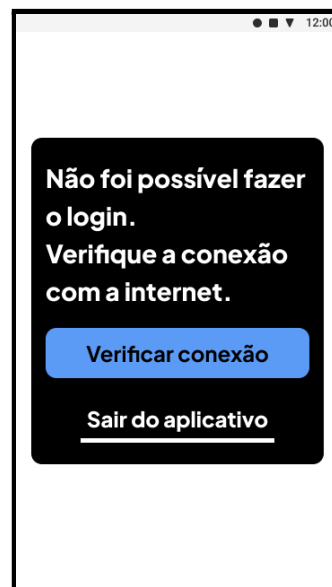 12:00
Não foi possível fazer
o login.
Verifique a conexão
com a internet.
Verificar conexão
Sair do aplicativo